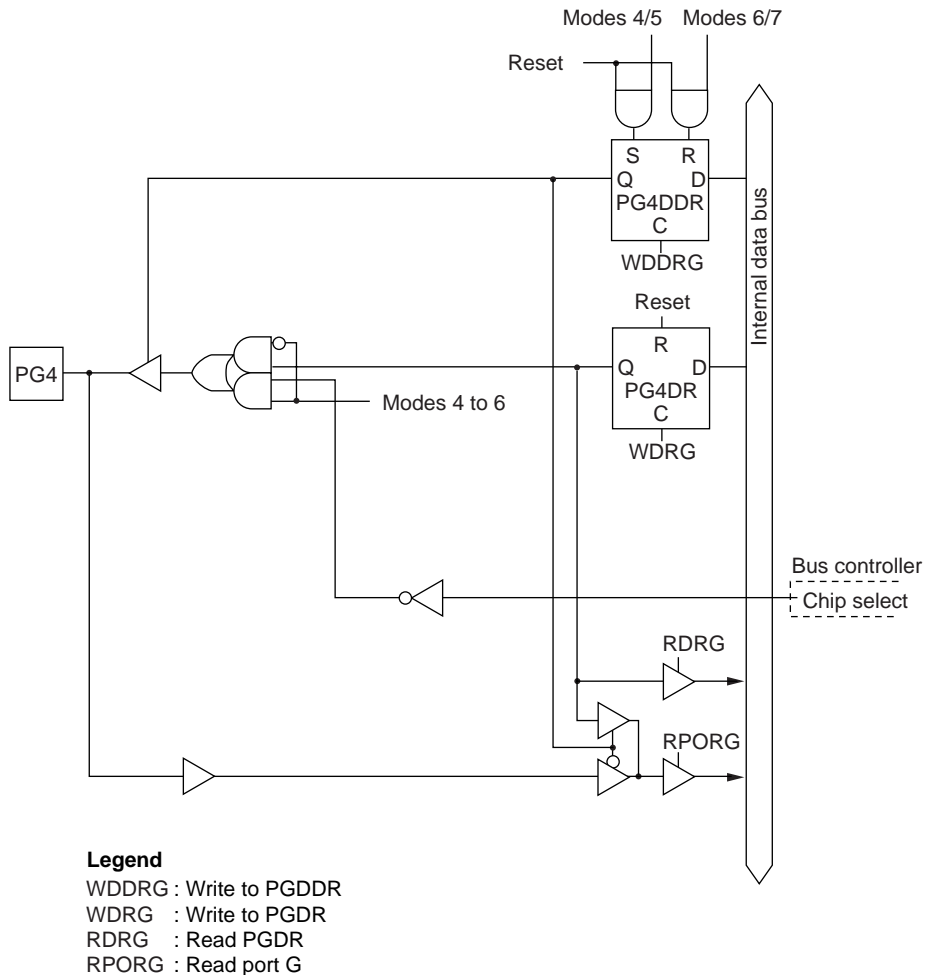 Modes 4/5 Modes 6/7
Reset
S R
Q D
PG4DDR
C
WDDRG
Internal data bus
Reset
R
Q D
PG4DR
C
WDRG
PG4
Modes 4 to 6
Bus controller
Chip select
RDRG
RPORG
Legend
WDDRG : Write to PGDDR
WDRG : Write to PGDR
RDRG : Read PGDR
RPORG : Read port G